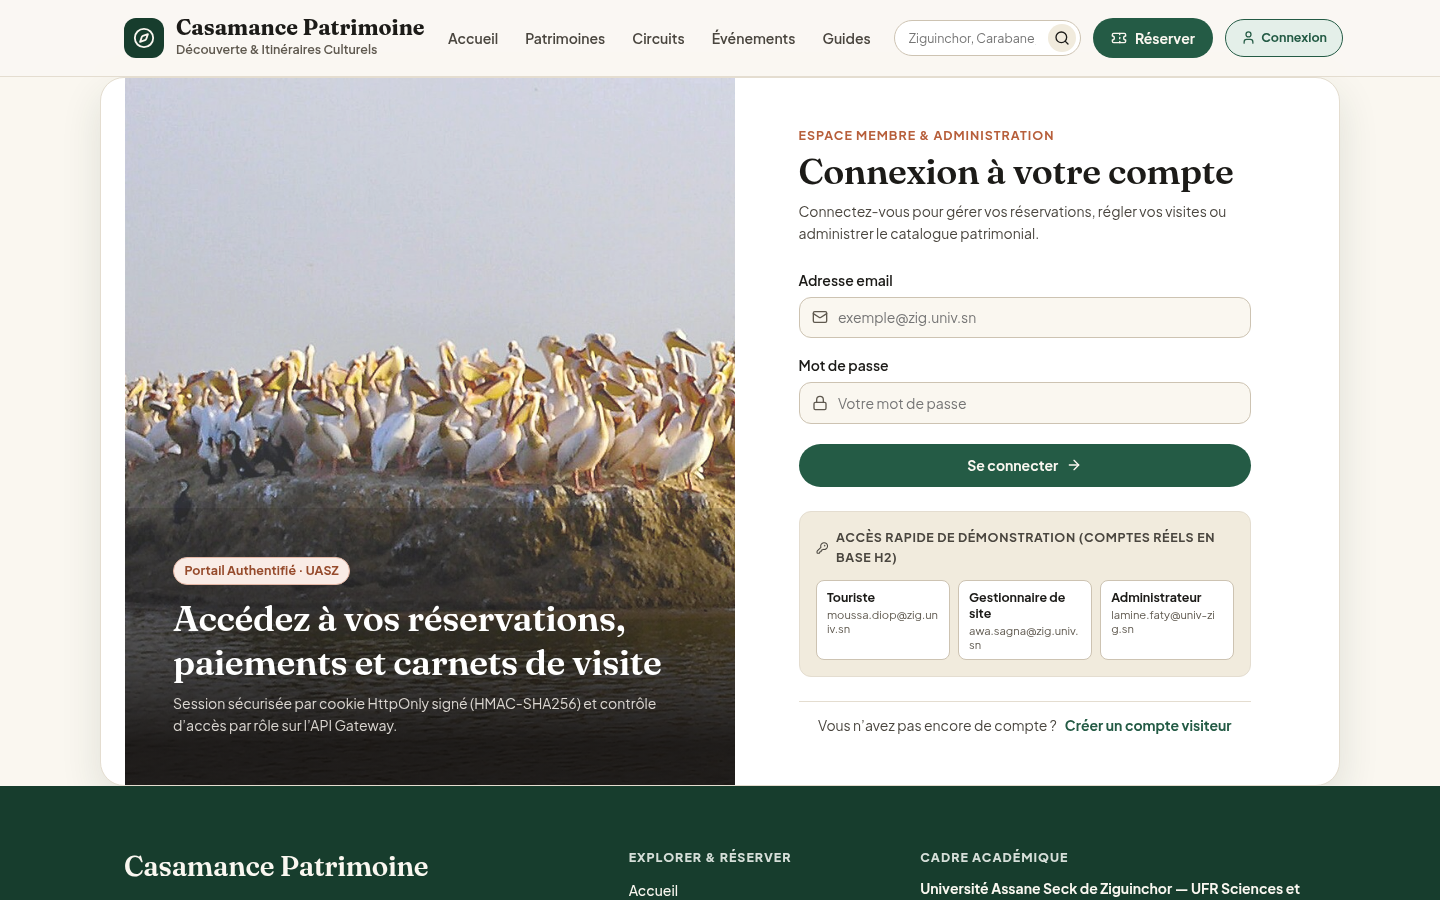 Casamance Patrimoine
Découverte & Itinéraires Culturels
Accueil
Patrimoines
Circuits
Événements
Guides
Ziguinchor, Carabane
Réserver
Connexion
Portail Authentifié · UASZ
Accédez à vos réservations,
paiements et carnets de visite
Session sécurisée par cookie HttpOnly signé (HMAC-SHA256) et contrôle
d’accès par rôle sur l’API Gateway.
ESPACE MEMBRE & ADMINISTRATION
Connexion à votre compte
Connectez-vous pour gérer vos réservations, régler vos visites ou
administrer le catalogue patrimonial.
Adresse email
exemple@zig.univ.sn
Mot de passe
Votre mot de passe
Se connecter
ACCÈS RAPIDE DE DÉMONSTRATION (COMPTES RÉELS EN
BASE H2)
Touriste
moussa.diop@zig.un
iv.sn
Gestionnaire de
site
awa.sagna@zig.univ.
sn
Administrateur
lamine.faty@univ-zi
g.sn
Vous n’avez pas encore de compte ? Créer un compte visiteur
Casamance Patrimoine
EXPLORER & RÉSERVER
Accueil
CADRE ACADÉMIQUE
Université Assane Seck de Ziguinchor — UFR Sciences et